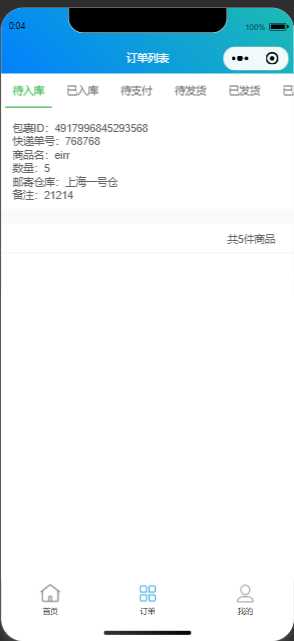 0:04
100%
订单列表
待入库 已入库 待支付 待发货 已发货
包裹ID：4917996845293568
快递单号：768768
商品名：eirr
数量：5
邮寄仓库：上海一号仓
备注：21214
共5件商品
首页 订单 我的